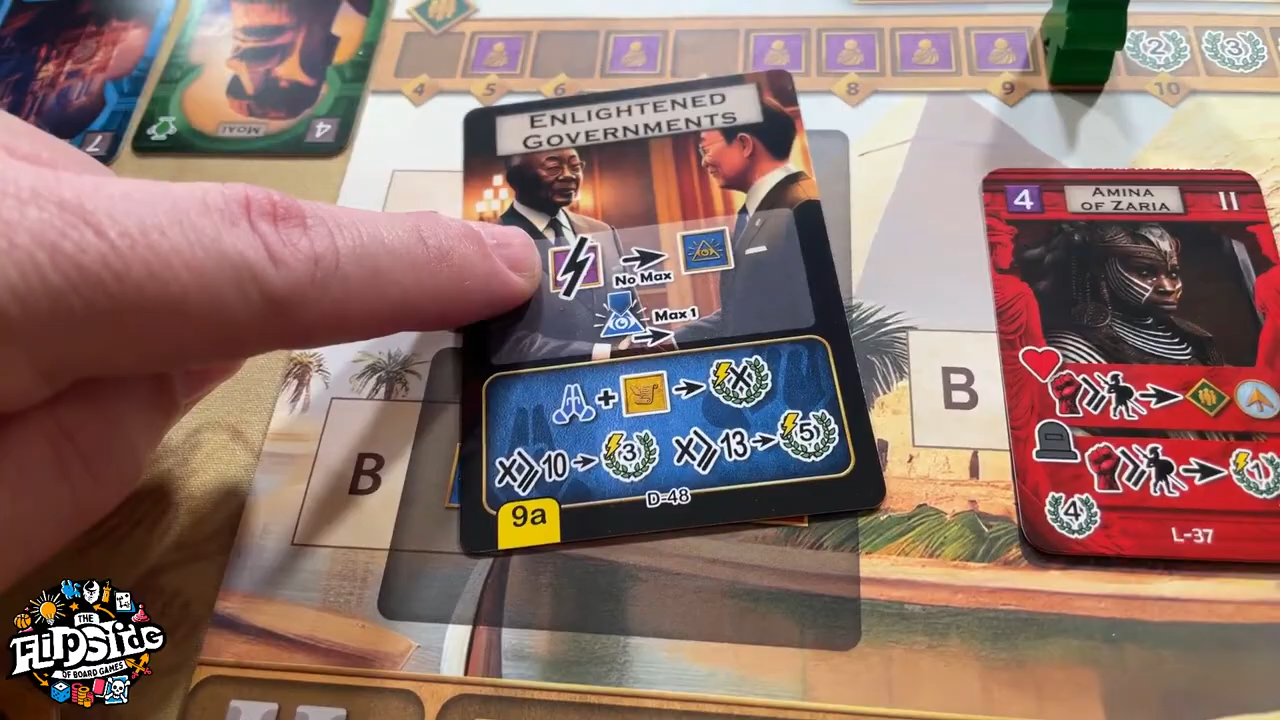 4 5 6 8 9 10
2 3
MOAI
4
7
ENLIGHTENED
GOVERNMENTS
No Max
Max 1
+ X
X≥10 3 X≥13 5
D-48
9a
B
B
4
AMINA
OF ZARIA
II
1
4
L-37
THE
FLIPSIDE
OF BOARD GAMES